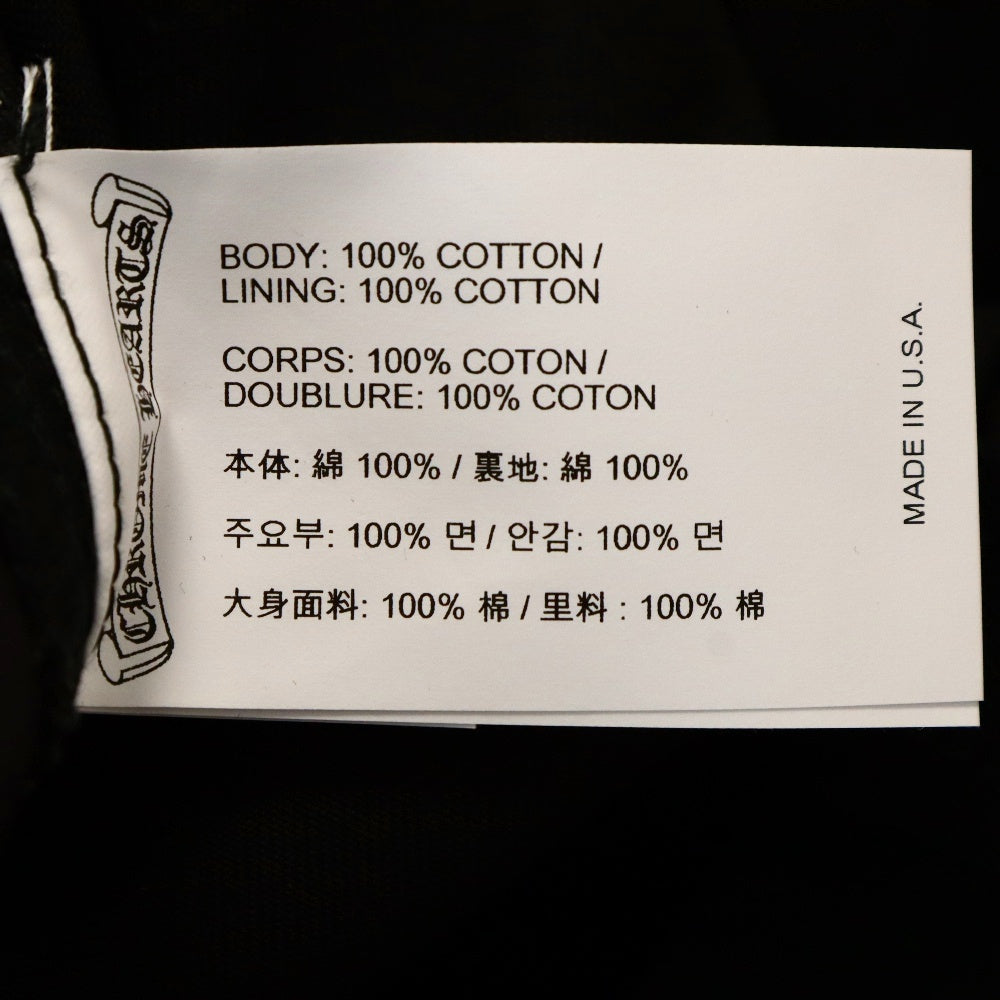 CHROME HEARTS
BODY: 100% COTTON /
LINING: 100% COTTON
CORPS: 100% COTON /
DOUBLURE: 100% COTON
本体: 綿 100% / 裏地: 綿 100%
주요부: 100% 면 / 안감: 100% 면
大身面料: 100% 棉 / 里料 : 100% 棉
MADE IN U.S.A.